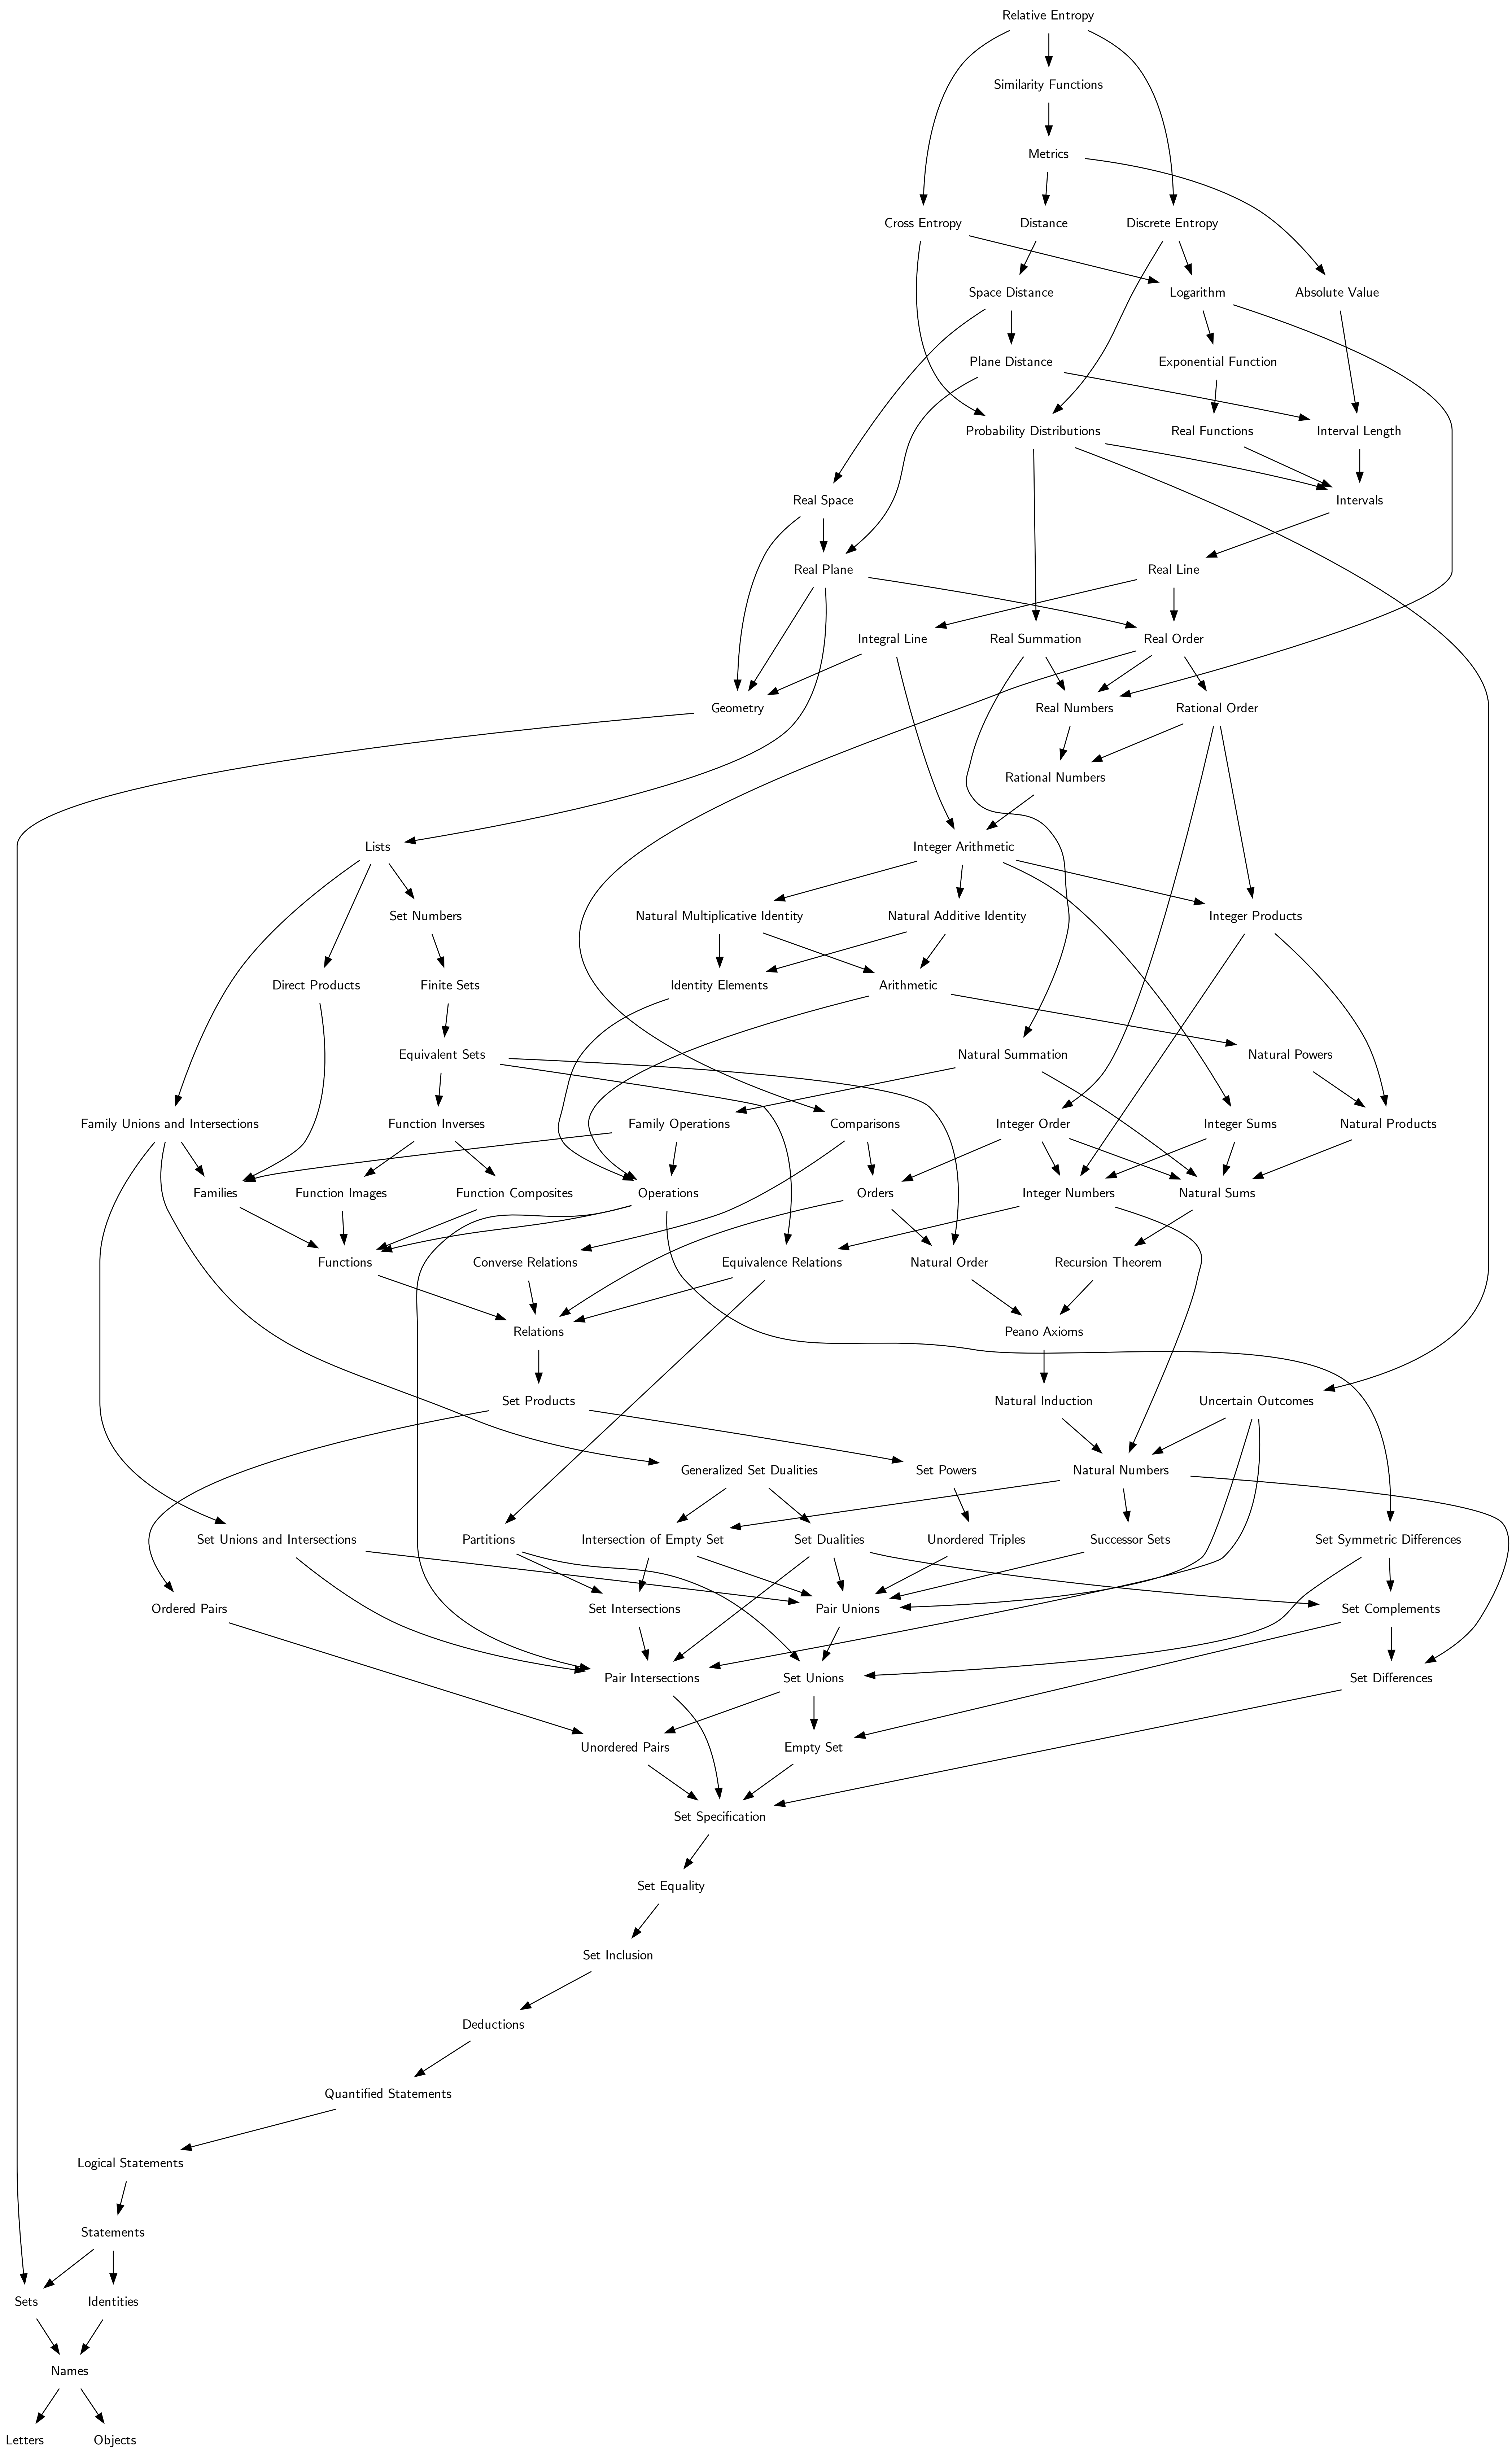 Relative Entropy
Similarity Functions
Metrics
Cross Entropy
Distance
Discrete Entropy
Space Distance
Logarithm
Absolute Value
Plane Distance
Exponential Function
Probability Distributions
Real Functions
Interval Length
Real Space
Intervals
Real Plane
Real Line
Integral Line
Real Summation
Real Order
Geometry
Real Numbers
Rational Order
Rational Numbers
Lists
Integer Arithmetic
Set Numbers
Natural Multiplicative Identity
Natural Additive Identity
Integer Products
Direct Products
Finite Sets
Identity Elements
Arithmetic
Equivalent Sets
Natural Summation
Natural Powers
Family Unions and Intersections
Function Inverses
Family Operations
Comparisons
Integer Order
Integer Sums
Natural Products
Families
Function Images
Function Composites
Operations
Orders
Integer Numbers
Natural Sums
Functions
Converse Relations
Equivalence Relations
Natural Order
Recursion Theorem
Relations
Peano Axioms
Set Products
Natural Induction
Uncertain Outcomes
Generalized Set Dualities
Set Powers
Natural Numbers
Set Unions and Intersections
Partitions
Intersection of Empty Set
Set Dualities
Unordered Triples
Successor Sets
Set Symmetric Differences
Ordered Pairs
Set Intersections
Pair Unions
Set Complements
Pair Intersections
Set Unions
Set Differences
Unordered Pairs
Empty Set
Set Specification
Set Equality
Set Inclusion
Deductions
Quantified Statements
Logical Statements
Statements
Sets
Identities
Names
Letters
Objects